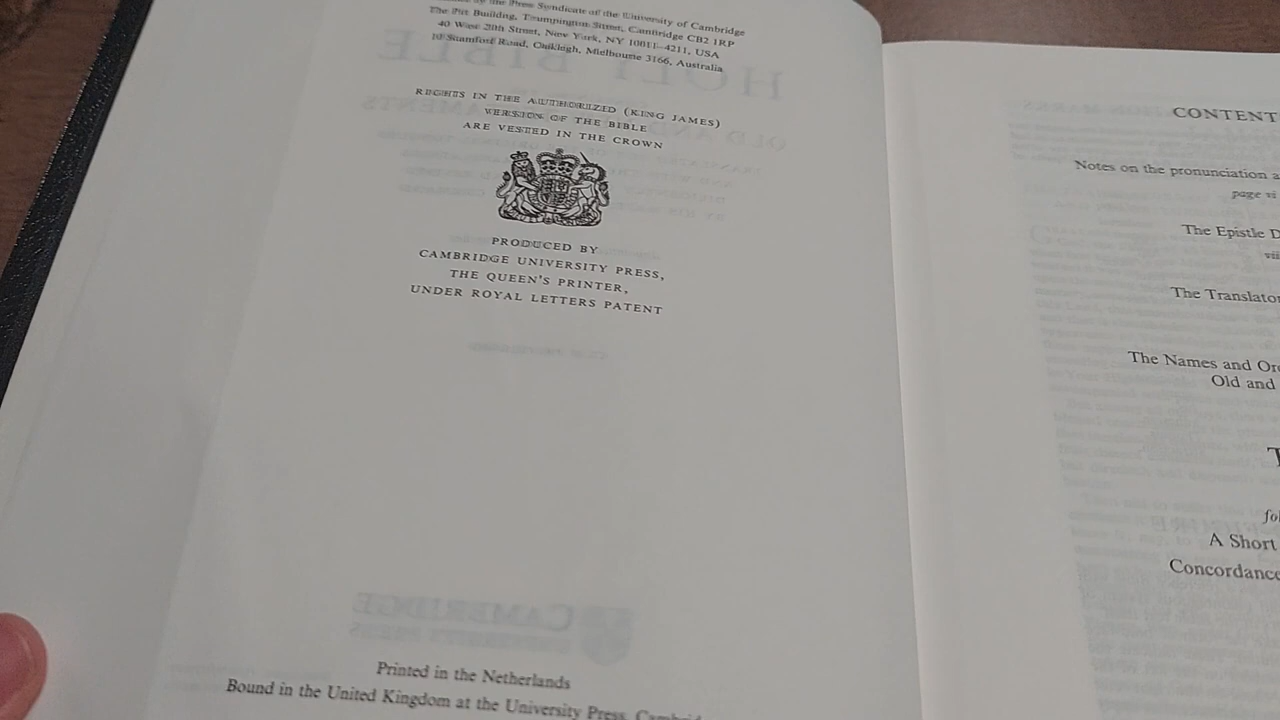 by the Press Syndicate of the University of Cambridge
The Pitt Building, Trumpington Street, Cambridge CB2 1RP
40 West 20th Street, New York, NY 10011–4211, USA
10 Stamford Road, Oakleigh, Melbourne 3166, Australia
RIGHTS IN THE AUTHORIZED (KING JAMES)
VERSION OF THE BIBLE
ARE VESTED IN THE CROWN
PRODUCED BY
CAMBRIDGE UNIVERSITY PRESS,
THE QUEEN'S PRINTER,
UNDER ROYAL LETTERS PATENT
Printed in the Netherlands
Bound in the United Kingdom at the University Press, Cambrid
CONTENT
Notes on the pronunciation a
page vi
The Epistle D
vii
The Translator
The Names and Or
Old and
T
fo
A Short
Concordance